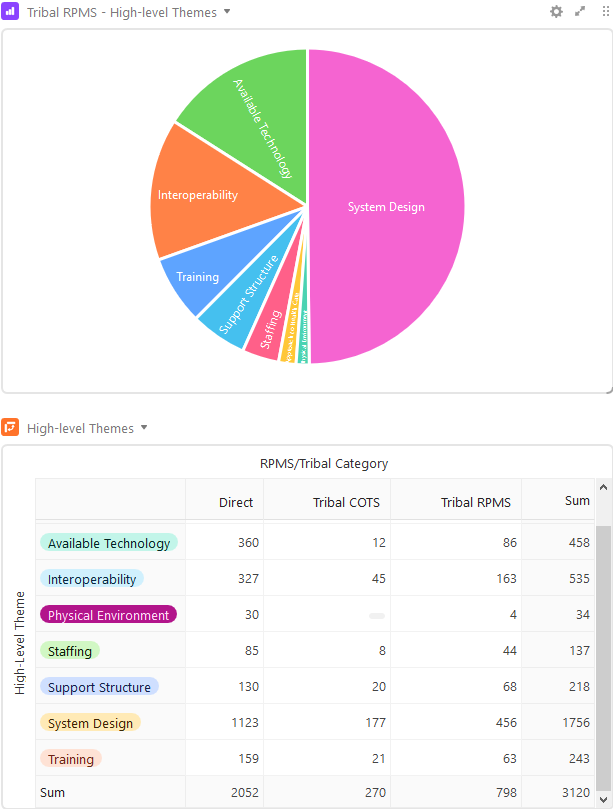 Tribal RPMS - High-level Themes
Available Technology
System Design
Interoperability
Training
Support Structure
Staffing
High-level Themes
RPMS/Tribal Category
Direct Tribal COTS Tribal RPMS Sum
High-Level Theme
Available Technology 360 12 86 458
Interoperability 327 45 163 535
Physical Environment 30 4 34
Staffing 85 8 44 137
Support Structure 130 20 68 218
System Design 1123 177 456 1756
Training 159 21 63 243
Sum 2052 270 798 3120